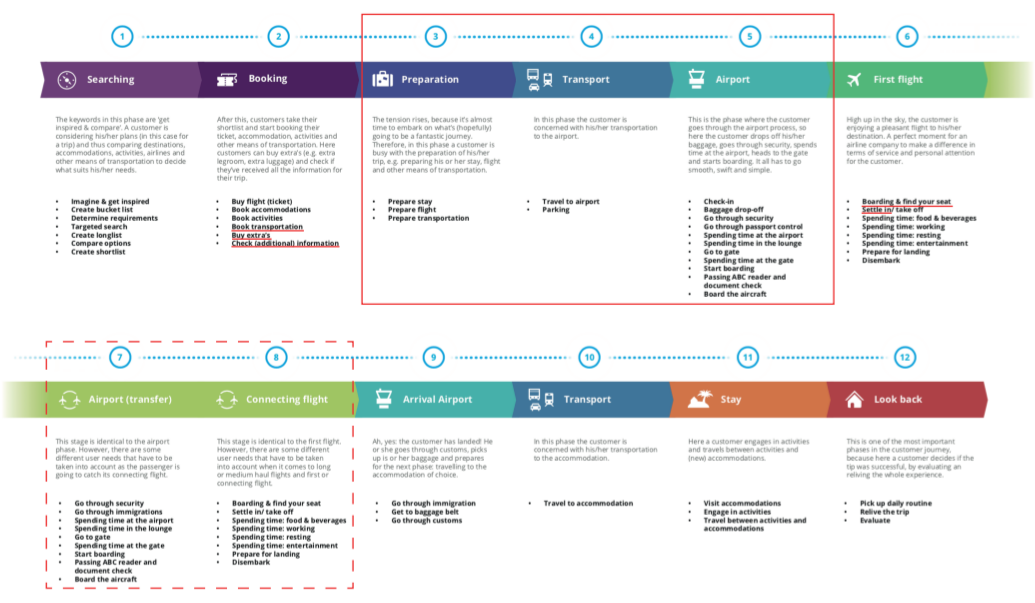 1
2
3
4
5
6
Searching
Booking
Preparation
Transport
Airport
First flight
The keywords in this phase are 'get
inspired & compare'. A customer is
considering his/her plans (in this case for
a trip) and thus comparing destinations,
accommodations, activities, airlines and
other means of transportation to decide
what suits his/her needs.
• Imagine & get inspired
• Create bucket list
• Determine requirements
• Targeted search
• Create longlist
• Compare options
• Create shortlist
After this, customers take their
shortlist and start booking their
ticket, accommodation, activities and
other means of transportation. Here
customers can buy extra's (e.g. extra
legroom, extra luggage) and check if
they've received all the information for
their trip.
• Buy flight (ticket)
• Book accommodations
• Book activities
• Book transportation
• Buy extra's
• Check (additional) information
The tension rises, because it's almost
time to embark on what's (hopefully)
going to be a fantastic journey.
Therefore, in this phase a customer is
busy with the preparation of his/her
trip, e.g. preparing his or her stay, flight
and other means of transportation.
• Prepare stay
• Prepare flight
• Prepare transportation
In this phase the customer is
concerned with his/her transportation
to the airport.
• Travel to airport
• Parking
This is the phase where the customer
goes through the airport process, so
here the customer drops off his/her
baggage, goes through security, spends
time at the airport, heads to the gate
and starts boarding. It all has to go
smooth, swift and simple.
• Check-in
• Baggage drop-off
• Go through security
• Go through passport control
• Spending time at the airport
• Spending time in the lounge
• Go to gate
• Spending time at the gate
• Start boarding
• Passing ABC reader and
document check
• Board the aircraft
High up in the sky, the customer is
enjoying a pleasant flight to his/her
destination. A perfect moment for an
airline company to make a difference in
terms of service and personal attention
for the customer.
• Boarding & find your seat
• Settle in/ take off
• Spending time: food & beverages
• Spending time: working
• Spending time: resting
• Spending time: entertainment
• Prepare for landing
• Disembark
7
8
9
10
11
12
Airport (transfer)
Connecting flight
Arrival Airport
Transport
Stay
Look back
This stage is identical to the airport
phase. However, there are some
different user needs that have to be
taken into account as the passenger is
going to catch its connecting flight.
• Go through security
• Go through immigrations
• Spending time at the airport
• Spending time in the lounge
• Go to gate
• Spending time at the gate
• Start boarding
• Passing ABC reader and
document check
• Board the aircraft
This stage is identical to the first flight.
However, there are some different
user needs that have to be taken
into account when it comes to long
or medium haul flights and first or
connecting flight.
• Boarding & find your seat
• Settle in/ take off
• Spending time: food & beverages
• Spending time: working
• Spending time: resting
• Spending time: entertainment
• Prepare for landing
• Disembark
Ah, yes: the customer has landed! He
or she goes through customs, picks
up is or her baggage and prepares
for the next phase: travelling to the
accommodation of choice.
• Go through immigration
• Get to baggage belt
• Go through customs
In this phase the customer is
concerned with his/her transportation
to the accommodation.
• Travel to accommodation
Here a customer engages in activities
and travels between activities and
(new) accommodations.
• Visit accommodations
• Engage in activities
• Travel between activities and
accommodations
This is one of the most important
phases in the customer journey,
because here a customer decides if the
tip was successful, by evaluating an
reliving the whole experience.
• Pick up daily routine
• Relive the trip
• Evaluate